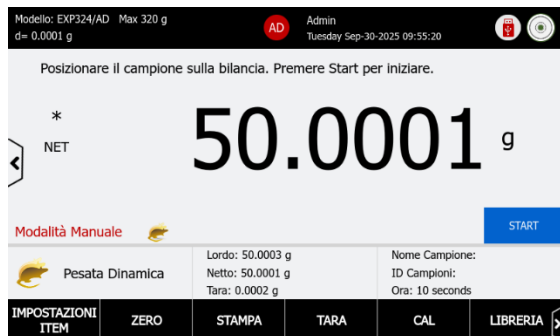 Modello: EXP324/AD Max 320 g
d= 0.0001 g
AD
Admin
Tuesday Sep-30-2025 09:55:20
Posizionare il campione sulla bilancia. Premere Start per iniziare.
*
NET
50.0001 g
Modalità Manuale
START
Pesata Dinamica
Lordo: 50.0003 g
Netto: 50.0001 g
Tara: 0.0002 g
Nome Campione:
ID Campioni:
Ora: 10 seconds
IMPOSTAZIONI
ITEM
ZERO
STAMPA
TARA
CAL
LIBRERIA